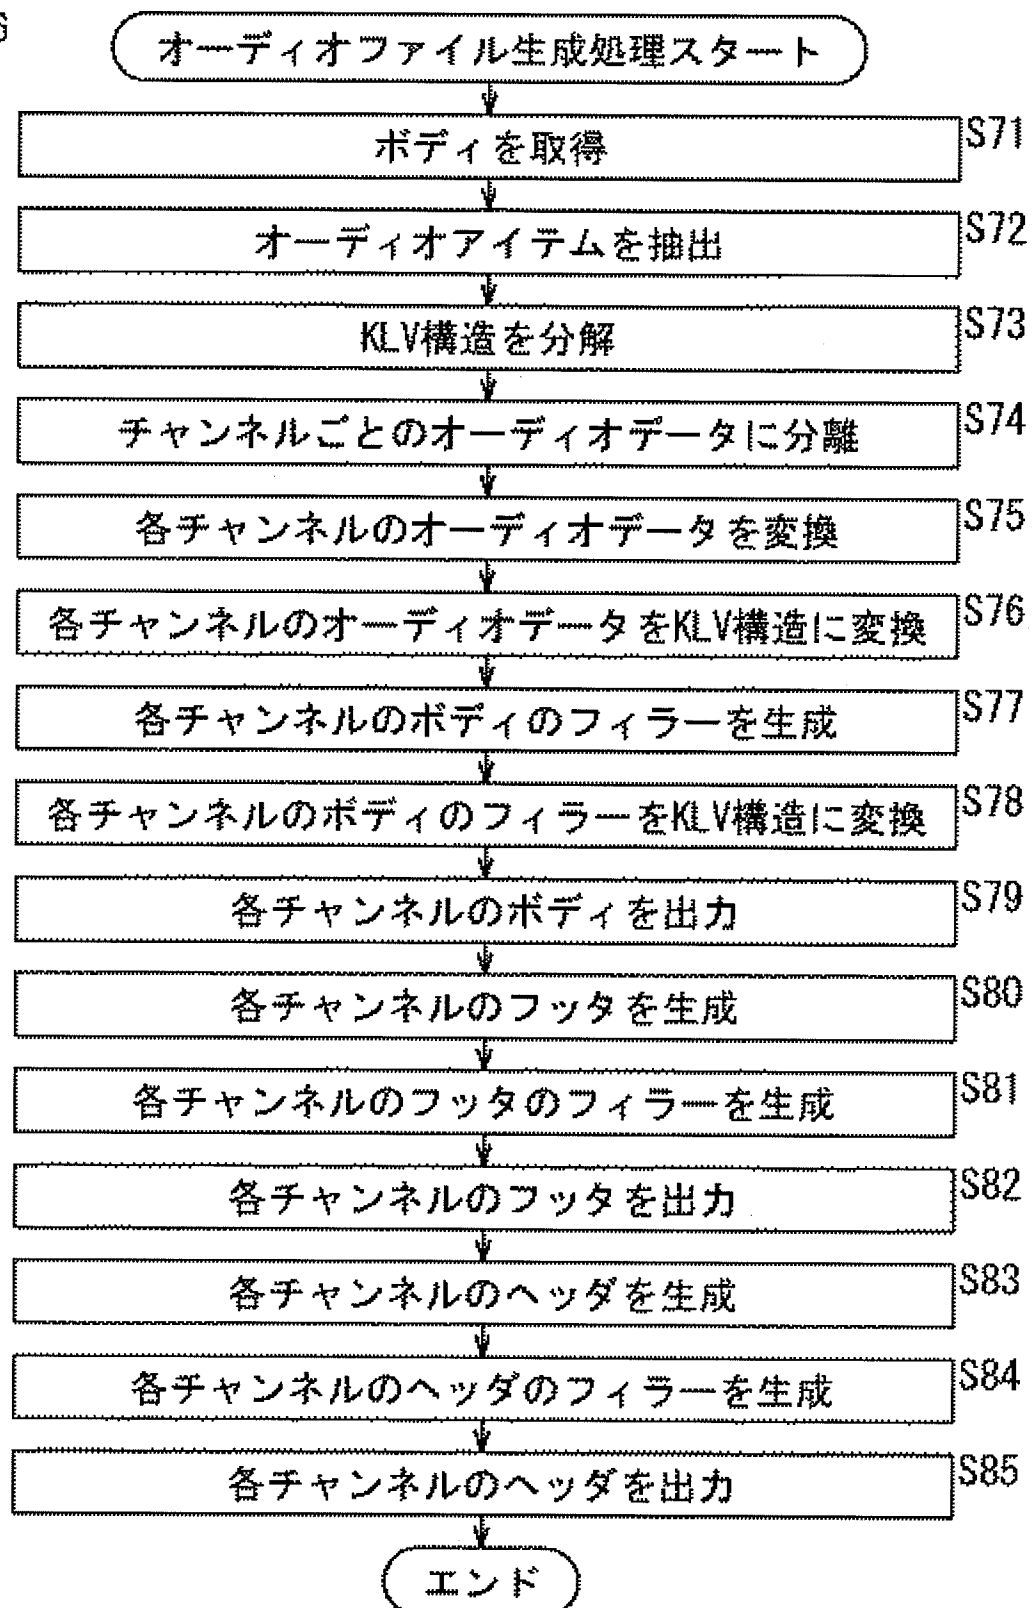 オーディオファイル生成処理スタート
ボディを取得
S71
オーディオアイテムを抽出
S72
KLV構造を分解
S73
チャンネルごとのオーディオデータに分離
S74
各チャンネルのオーディオデータを変換
S75
各チャンネルのオーディオデータをKLV構造に変換
S76
各チャンネルのボディのフィラーを生成
S77
各チャンネルのボディのフィラーをKLV構造に変換
S78
各チャンネルのボディを出力
S79
各チャンネルのフッタを生成
S80
各チャンネルのフッタのフィラーを生成
S81
各チャンネルのフッタを出力
S82
各チャンネルのヘッダを生成
S83
各チャンネルのヘッダのフィラーを生成
S84
各チャンネルのヘッダを出力
S85
エンド